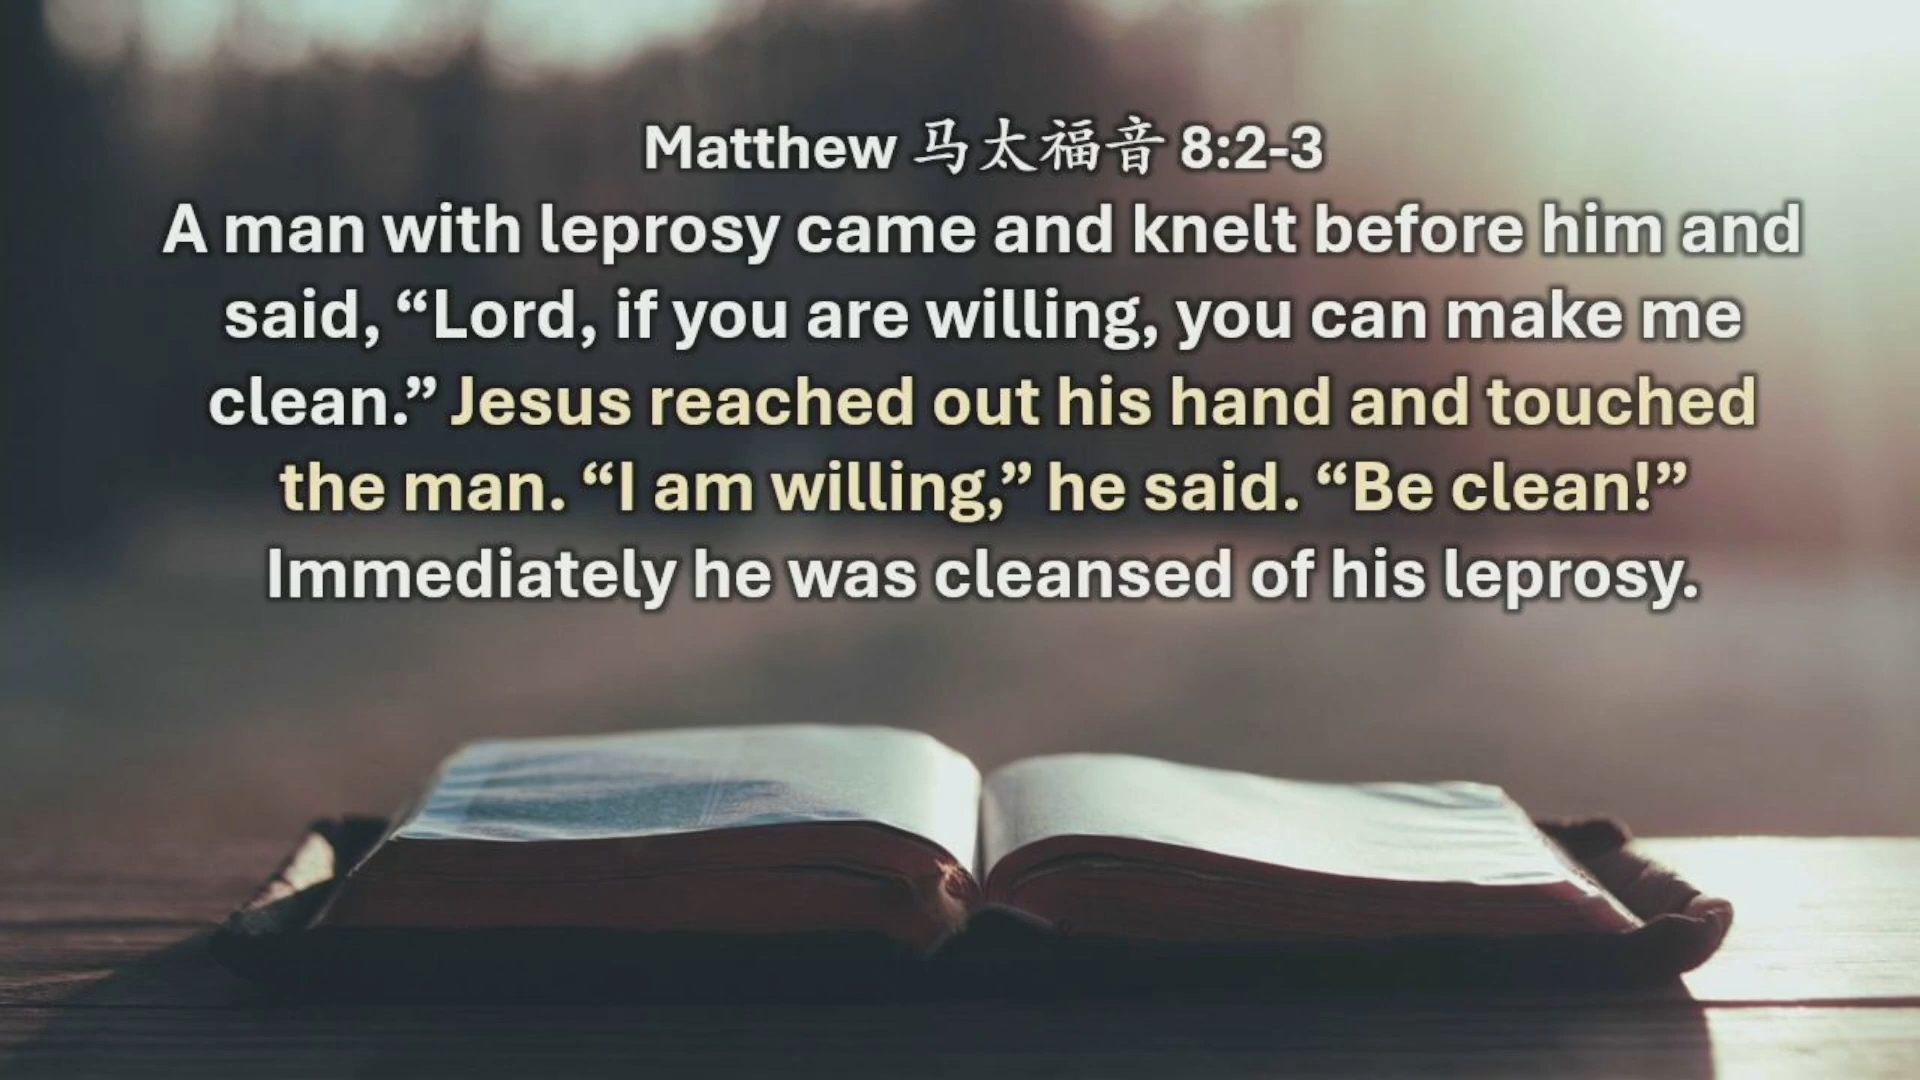 Matthew 马太福音 8:2-3
A man with leprosy came and knelt before him and
said, “Lord, if you are willing, you can make me
clean.” Jesus reached out his hand and touched
the man. “I am willing,” he said. “Be clean!”
Immediately he was cleansed of his leprosy.